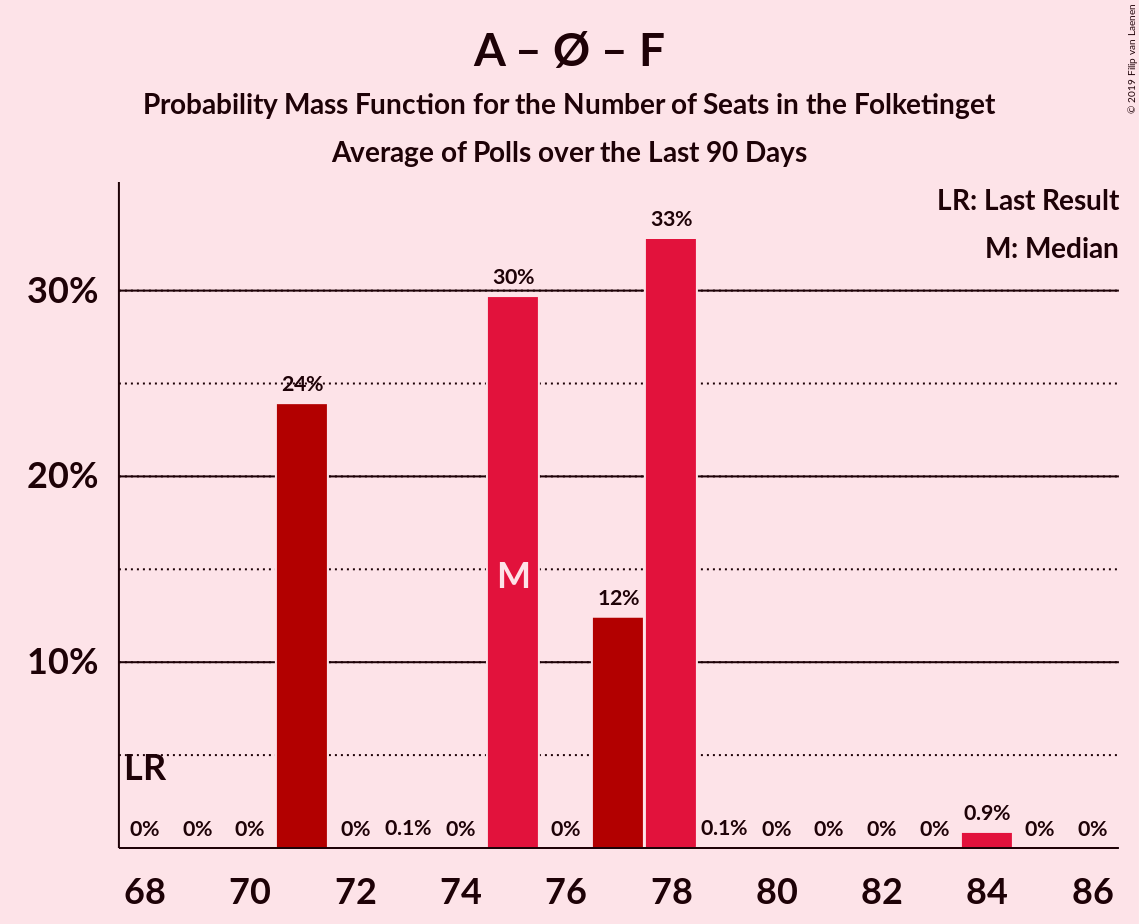 A – Ø – F
Probability Mass Function for the Number of Seats in the Folketinget
Average of Polls over the Last 90 Days
© 2019 Filip van Laenen
LR: Last Result
M: Median
33%
30%
30%
24%
20%
M
12%
10%
LR
0% 0% 0% 0% 0.1% 0% 0% 0.1% 0% 0% 0% 0% 0.9% 0% 0%
68 70 72 74 76 78 80 82 84 86